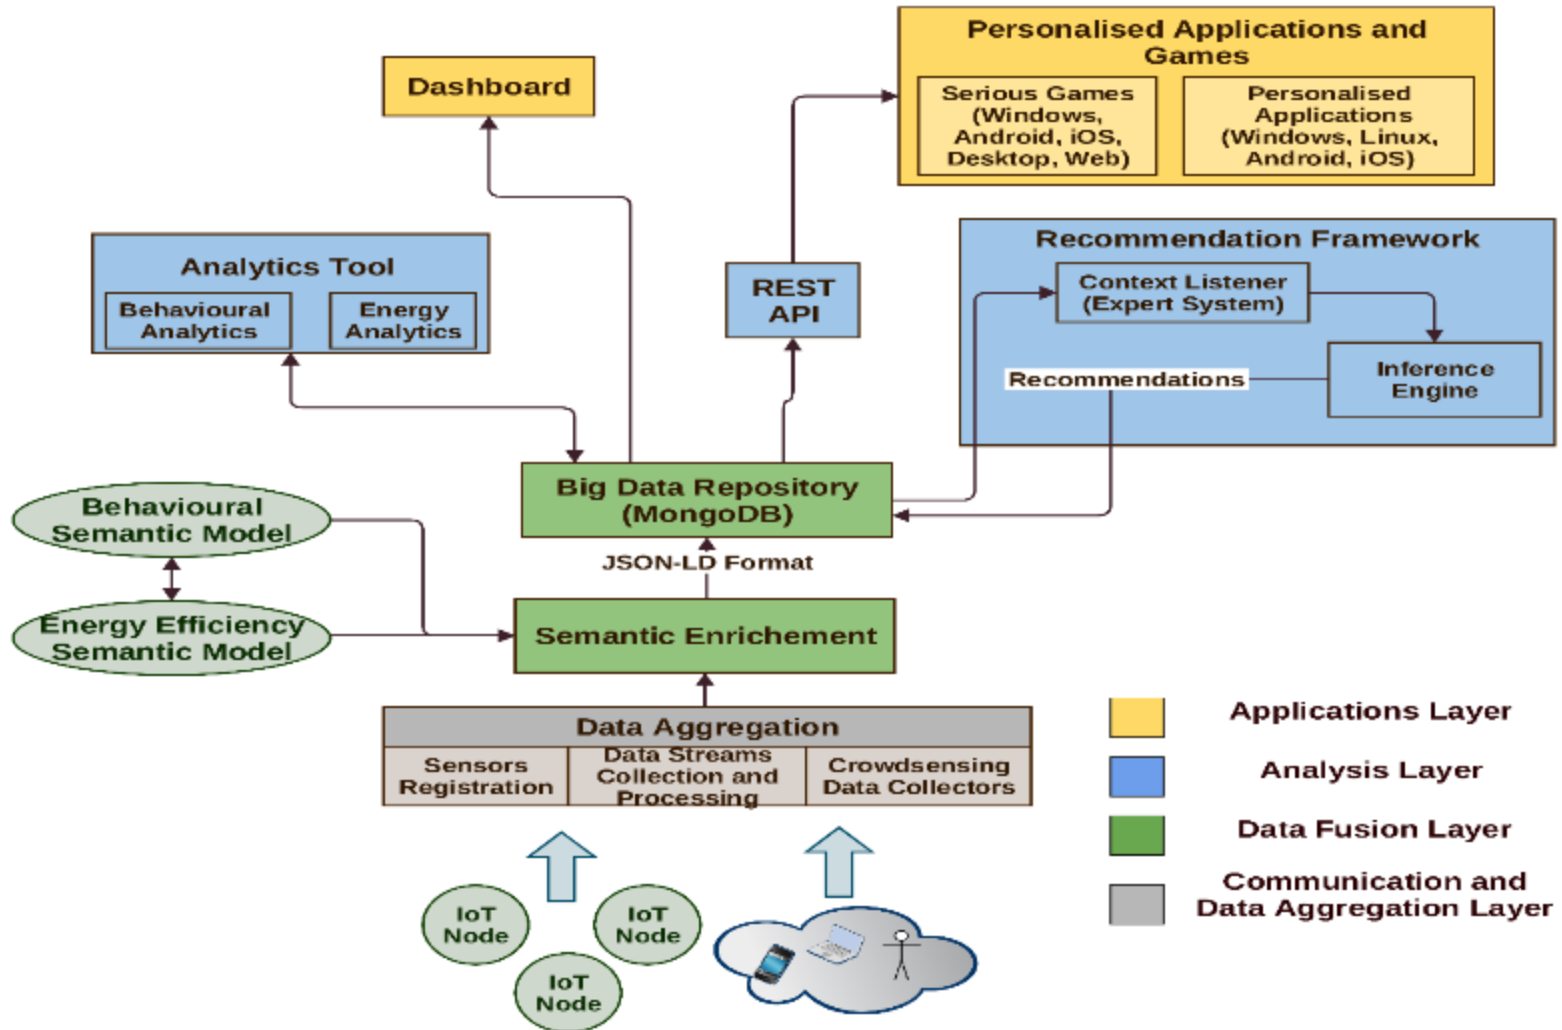 Personalised Applications and
Games
Serious Games
(Windows,
Android, iOS,
Desktop, Web)
Personalised
Applications
(Windows, Linux,
Android, iOS)
Dashboard
Recommendation Framework
Context Listener
(Expert System)
Inference
Engine
Recommendations
REST
API
Analytics Tool
Behavioural
Analytics
Energy
Analytics
Big Data Repository
(MongoDB)
JSON-LD Format
Behavioural
Semantic Model
Energy Efficiency
Semantic Model
Semantic Enrichement
Data Aggregation
Sensors
Registration
Data Streams
Collection and
Processing
Crowdsensing
Data Collectors
IoT
Node
IoT
Node
IoT
Node
Applications Layer
Analysis Layer
Data Fusion Layer
Communication and
Data Aggregation Layer